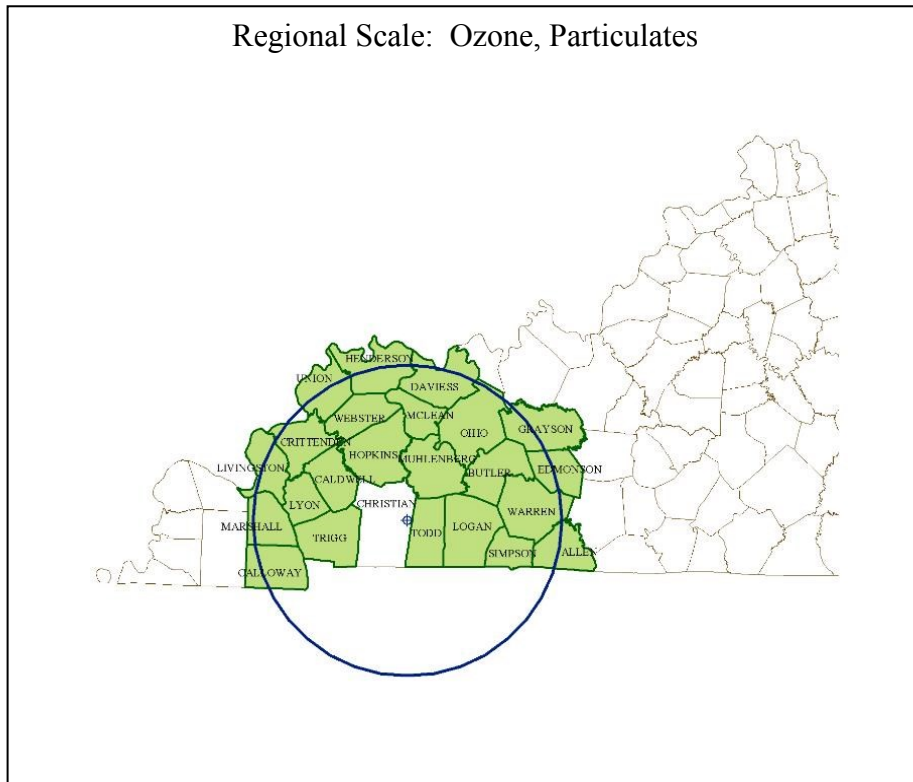 Regional Scale: Ozone, Particulates
HENDERSON
UNION
DAVIESS
WEBSTER
MCLEAN
OHIO
GRAYSON
CRITTENDEN
HOPKINS
MUHLENBERG
LIVINGSTON
BUTLER
EDMONSON
CALDWELL
LYON
CHRISTIAN
WARREN
MARSHALL
TRIGG
TODD
LOGAN
SIMPSON
ALLEN
CALLOWAY